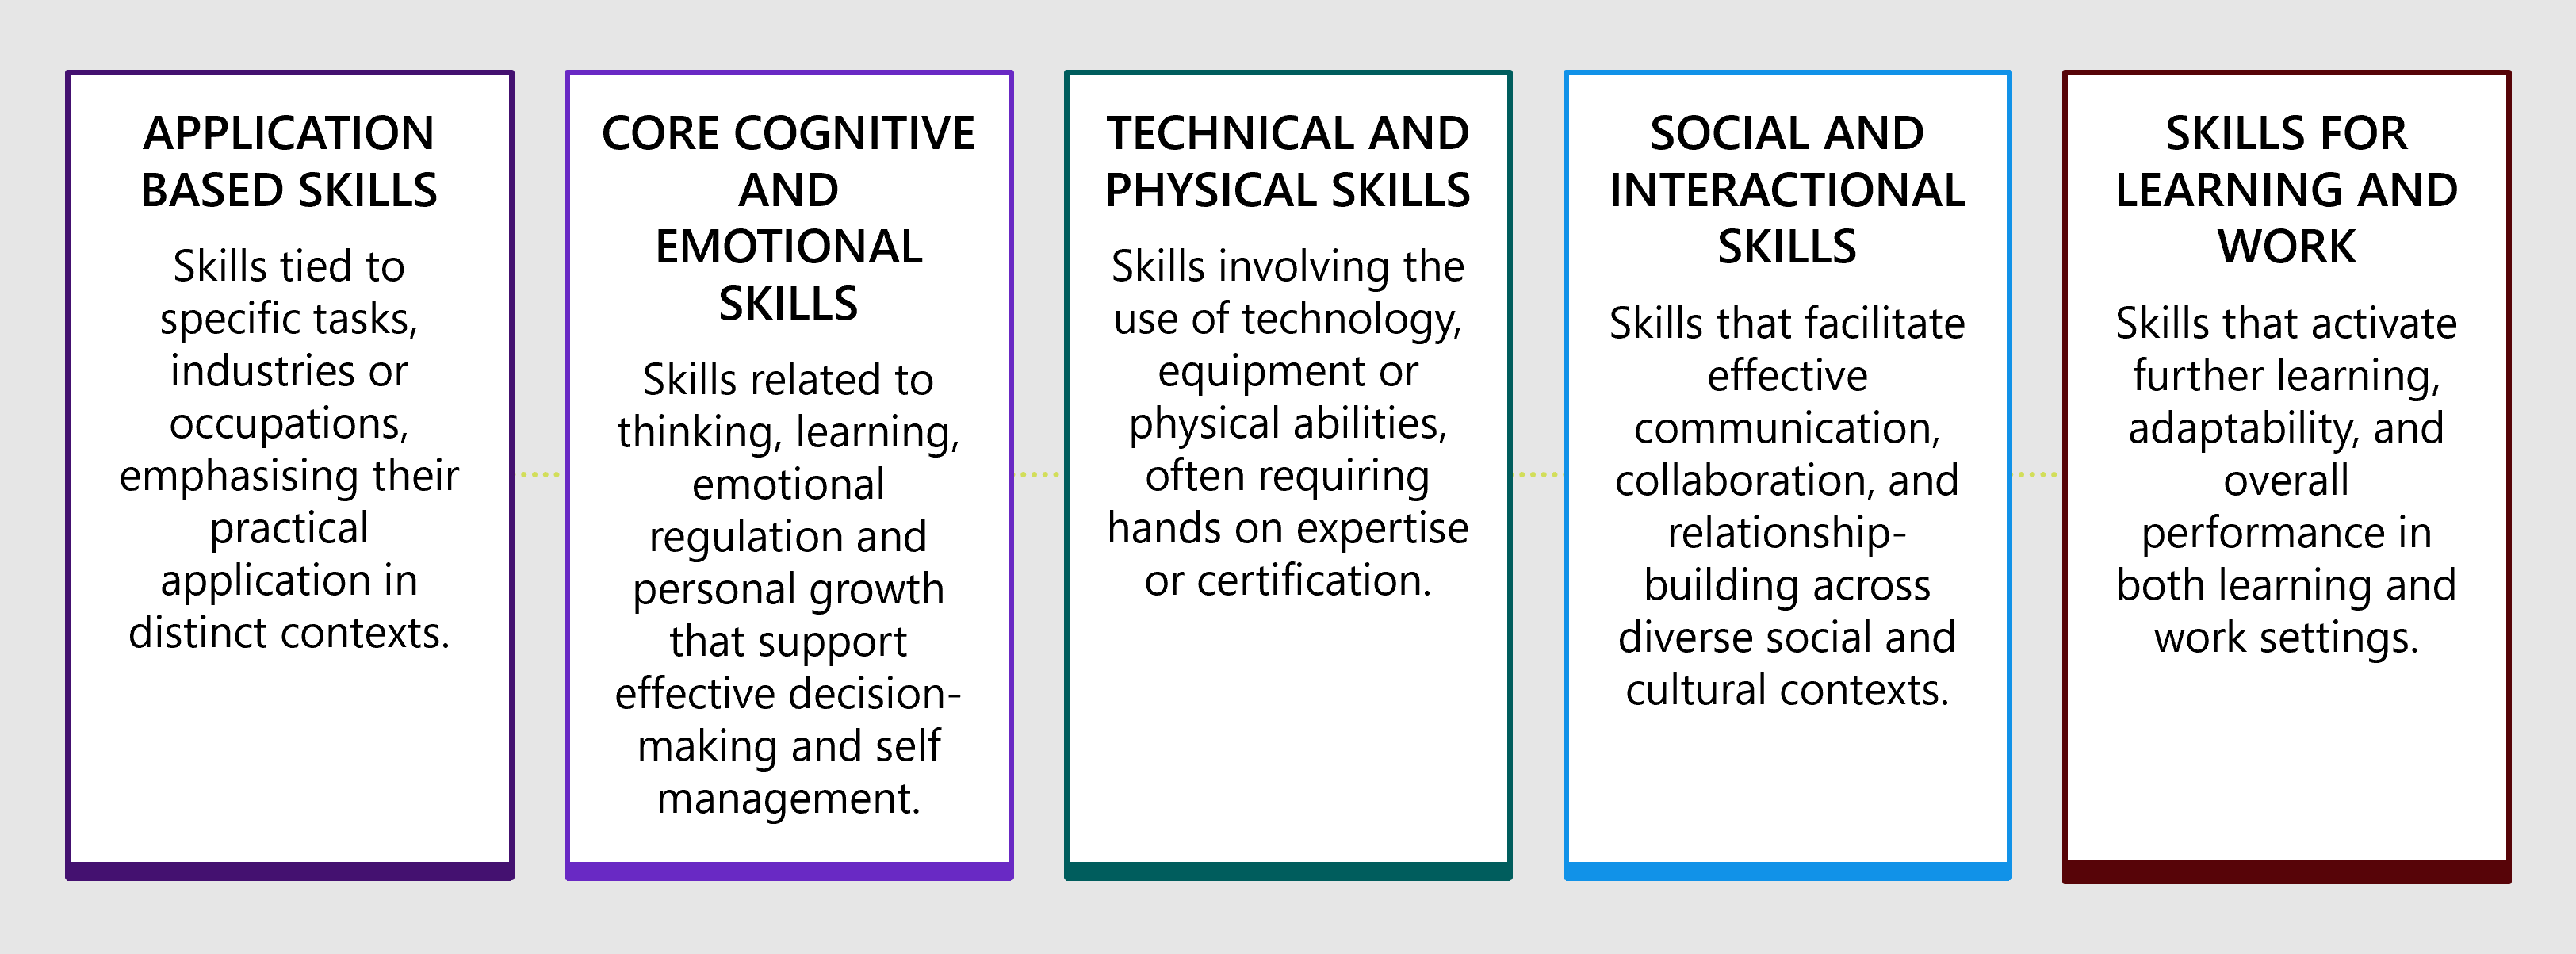 APPLICATION
BASED SKILLS
Skills tied to
specific tasks,
industries or
occupations,
emphasising their
practical
application in
distinct contexts.
CORE COGNITIVE
AND
EMOTIONAL
SKILLS
Skills related to
thinking, learning,
emotional
regulation and
personal growth
that support
effective decision-
making and self
management.
TECHNICAL AND
PHYSICAL SKILLS
Skills involving the
use of technology,
equipment or
physical abilities,
often requiring
hands on expertise
or certification.
SOCIAL AND
INTERACTIONAL
SKILLS
Skills that facilitate
effective
communication,
collaboration, and
relationship-
building across
diverse social and
cultural contexts.
SKILLS FOR
LEARNING AND
WORK
Skills that activate
further learning,
adaptability, and
overall
performance in
both learning and
work settings.